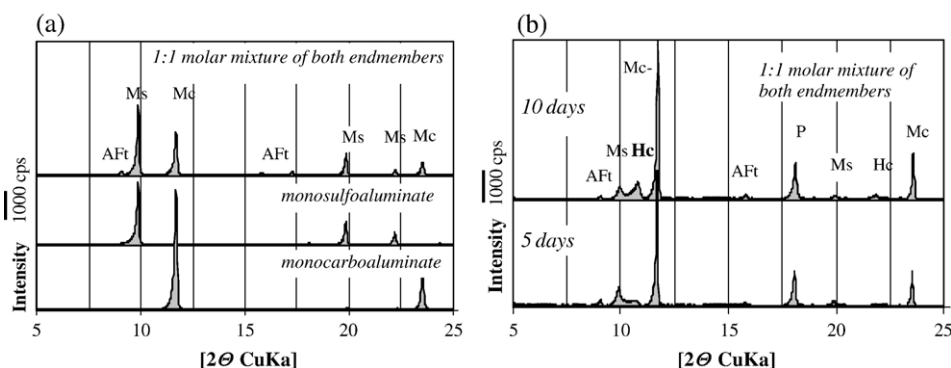 (a)
1:1 molar mixture of both endmembers
Ms
Mc
AFt
AFt
Ms
Ms
Mc
monosulfoaluminate
monocarboaluminate
Intensity
1000 cps
5
10
15
20
25
[2Θ CuKa]
(b)
10 days
Mc-
1:1 molar mixture of
both endmembers
AFt
Ms
Hc
AFt
P
Ms
Hc
Mc
5 days
Intensity
1000 cps
5
10
15
20
25
[2Θ CuKa]